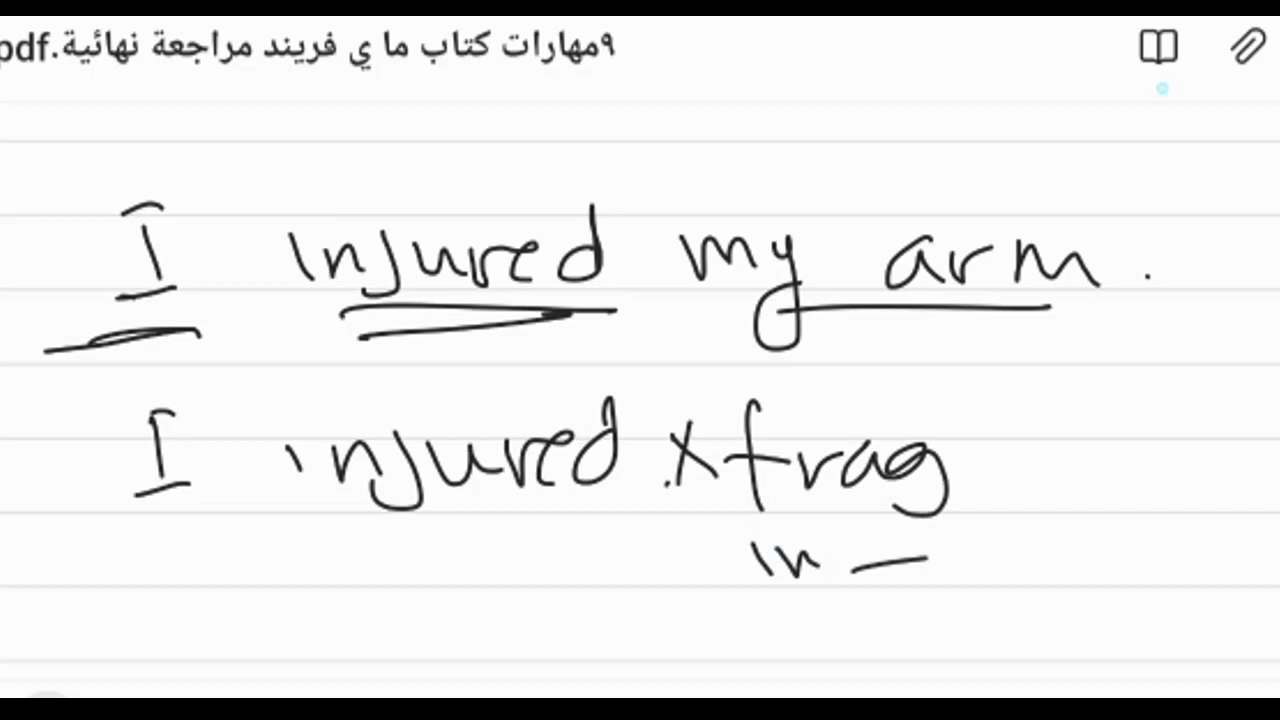 ٩مهارات كتاب ما ي فريند مراجعة نهائية.pdf
I injured my arm.
I injured. x frag
in —